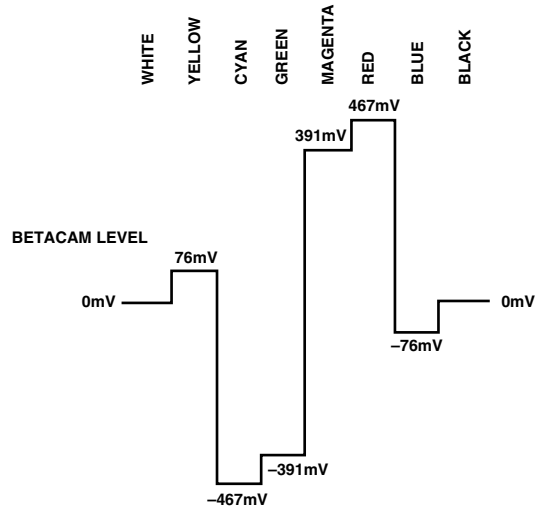 WHITE
YELLOW
CYAN
GREEN
MAGENTA
RED
BLUE
BLACK
467mV
391mV
BETACAM LEVEL
76mV
0mV
0mV
–76mV
–391mV
–467mV